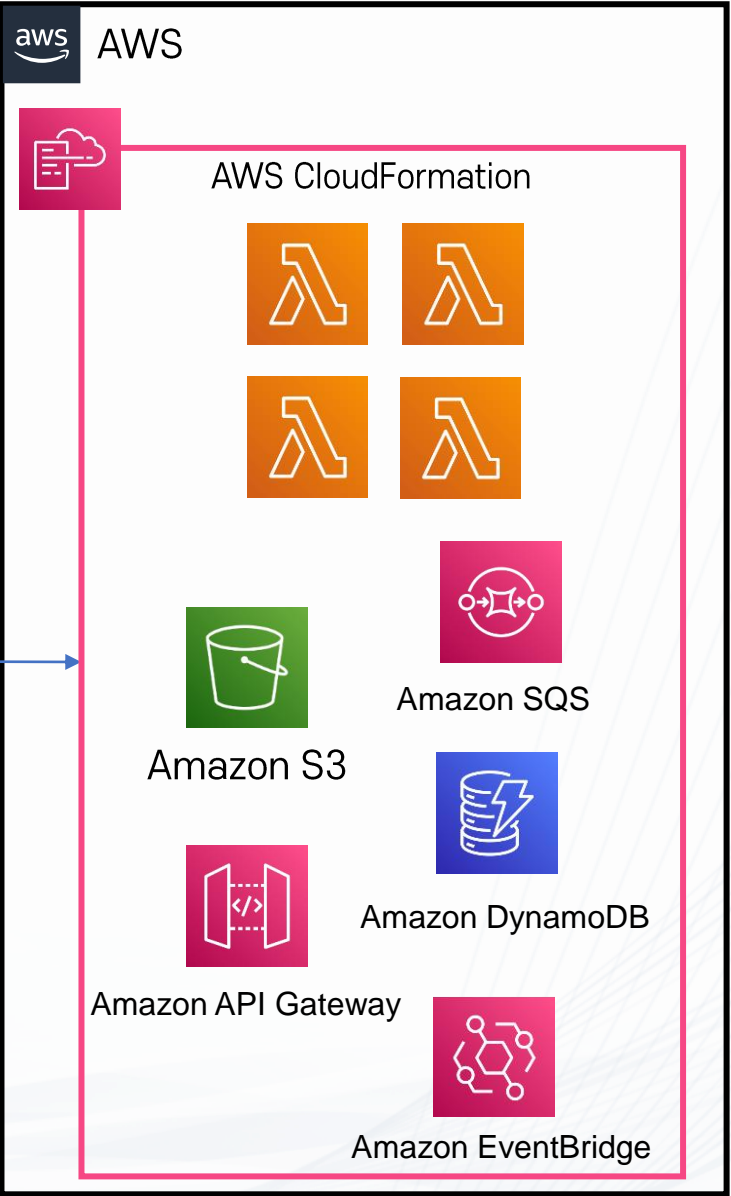 aws
AWS
AWS CloudFormation
Amazon SQS
Amazon S3
Amazon DynamoDB
</>
Amazon API Gateway
Amazon EventBridge